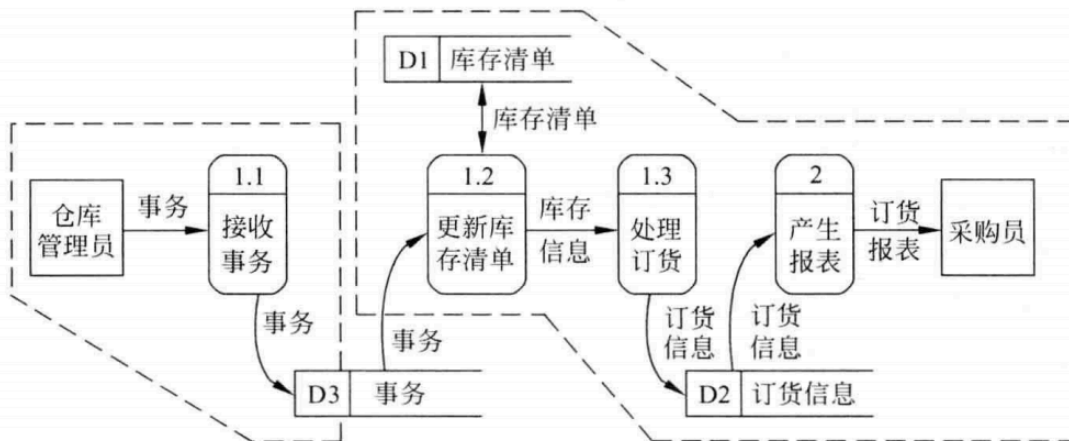 D1 库存清单
库存清单
仓库
管理员
事务
1.1
接收
事务
事务
1.2
更新库
存清单
库存
信息
1.3
处理
订货
2
产生
报表
订货
报表
采购员
事务
订货
信息
订货
信息
D3 事务
D2 订货信息